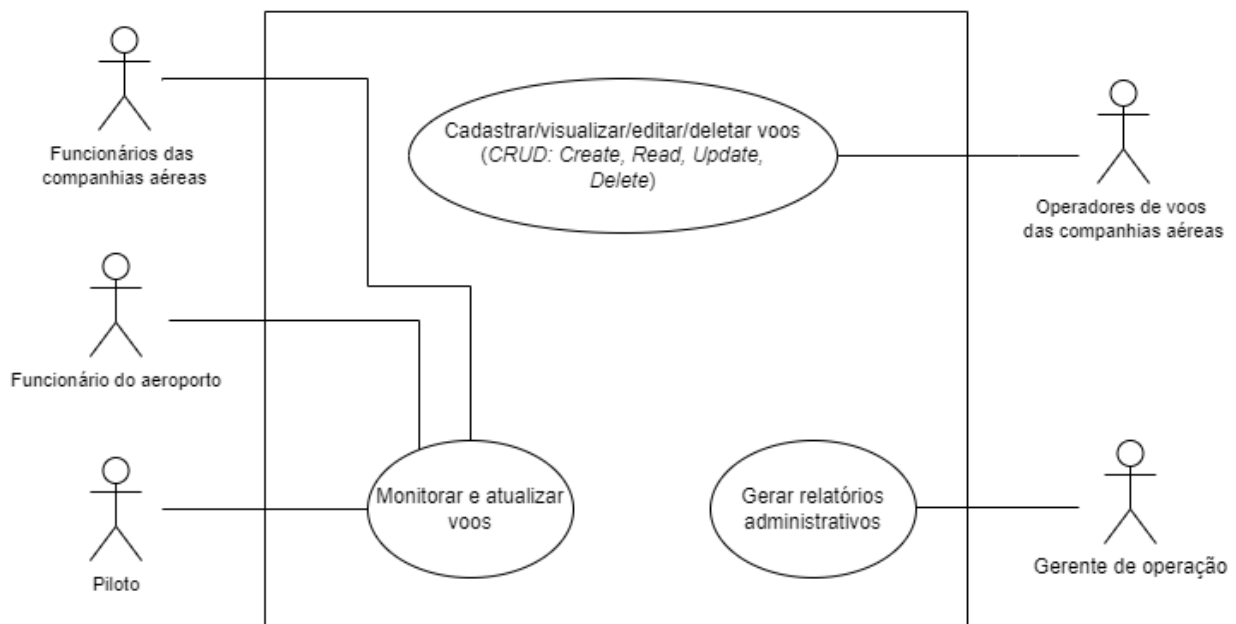 Funcionários das
companhias aéreas
Cadastrar/visualizar/editar/deletar voos
(CRUD: Create, Read, Update,
Delete)
Operadores de voos
das companhias aéreas
Funcionário do aeroporto
Monitorar e atualizar
voos
Gerar relatórios
administrativos
Piloto
Gerente de operação